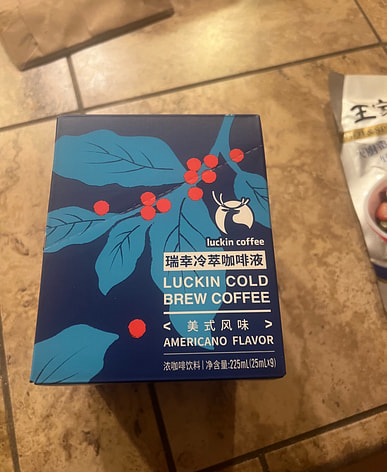 luckin coffee
瑞幸冷萃咖啡液
LUCKIN COLD
BREW COFFEE
< 美式风味 >
AMERICANO FLAVOR
浓咖啡饮料 | 净含量:225mL(25mL×9)
王